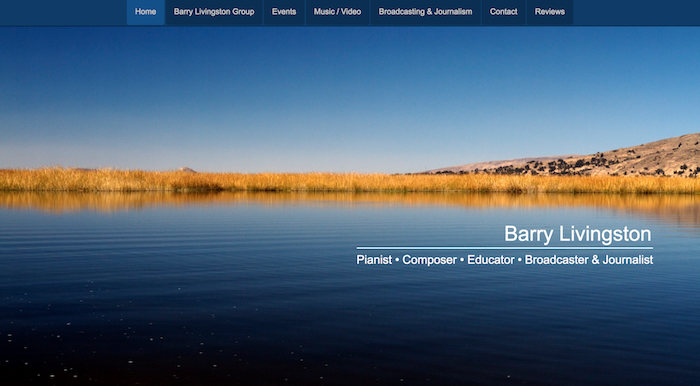 Home Barry Livingston Group Events Music / Video Broadcasting & Journalism Contact Reviews
Barry Livingston
Pianist • Composer • Educator • Broadcaster & Journalist